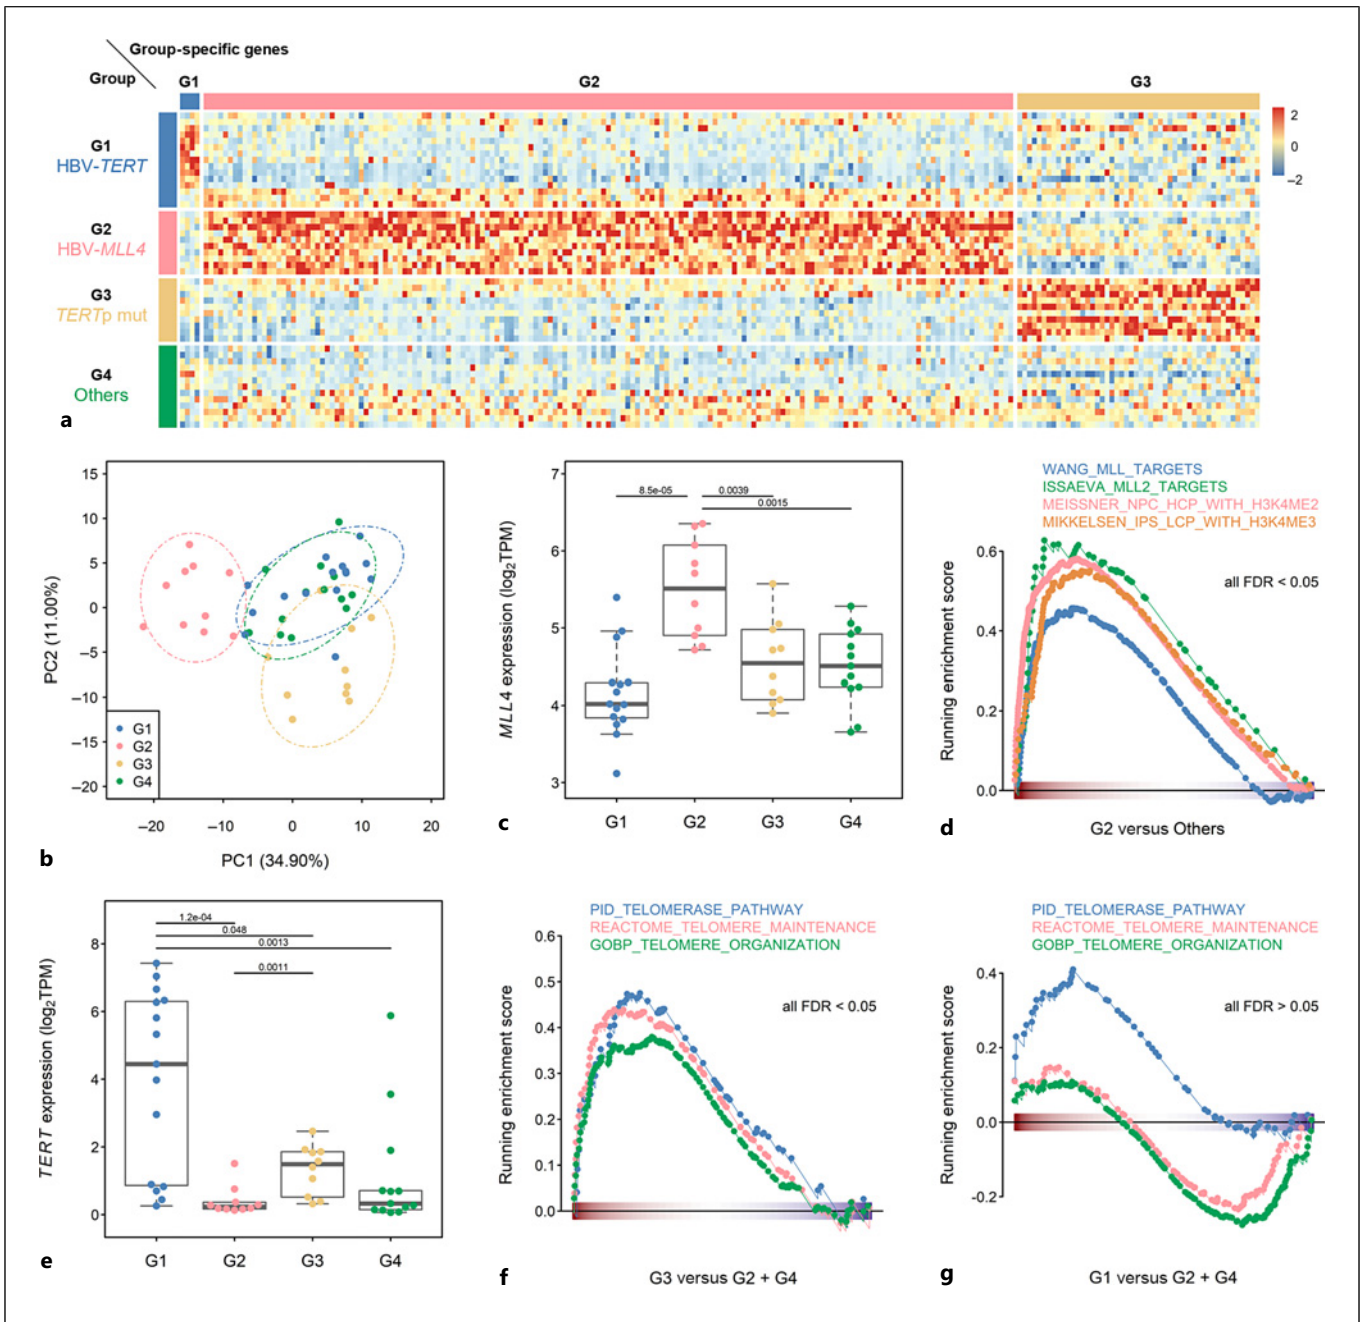 Group-specific genes
Group
G1 G2 G3
G1
HBV-TERT
G2
HBV-MLL4
G3
TERTp mut
G4
Others
2
0
–2
a
15
10
5
0
–5
–10
–15
–20
PC2 (11.00%)
G1
G2
G3
G4
–20 –10 0 10 20
PC1 (34.90%)
b
7
6
5
4
3
MLL4 expression (log2TPM)
8.5e-05
0.0039
0.0015
G1 G2 G3 G4
c
WANG_MLL_TARGETS
ISSAEVA_MLL2_TARGETS
MEISSNER_NPC_HCP_WITH_H3K4ME2
MIKKELSEN_IPS_LCP_WITH_H3K4ME3
all FDR < 0.05
0.6
0.4
0.2
0.0
Running enrichment score
G2 versus Others
d
8
6
4
2
0
TERT expression (log2TPM)
1.2e-04
0.048
0.0013
0.0011
G1 G2 G3 G4
e
PID_TELOMERASE_PATHWAY
REACTOME_TELOMERE_MAINTENANCE
GOBP_TELOMERE_ORGANIZATION
all FDR < 0.05
0.6
0.5
0.4
0.3
0.2
0.1
0.0
Running enrichment score
G3 versus G2 + G4
f
PID_TELOMERASE_PATHWAY
REACTOME_TELOMERE_MAINTENANCE
GOBP_TELOMERE_ORGANIZATION
all FDR > 0.05
0.4
0.2
0.0
-0.2
Running enrichment score
G1 versus G2 + G4
g